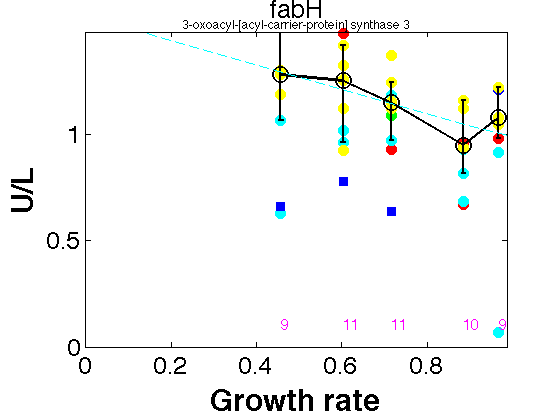 fabH
3-oxoacyl-[acyl-carrier-protein] synthase 3
U/L
1
0.5
0
9 11 11 10 9
0 0.2 0.4 0.6 0.8
Growth rate